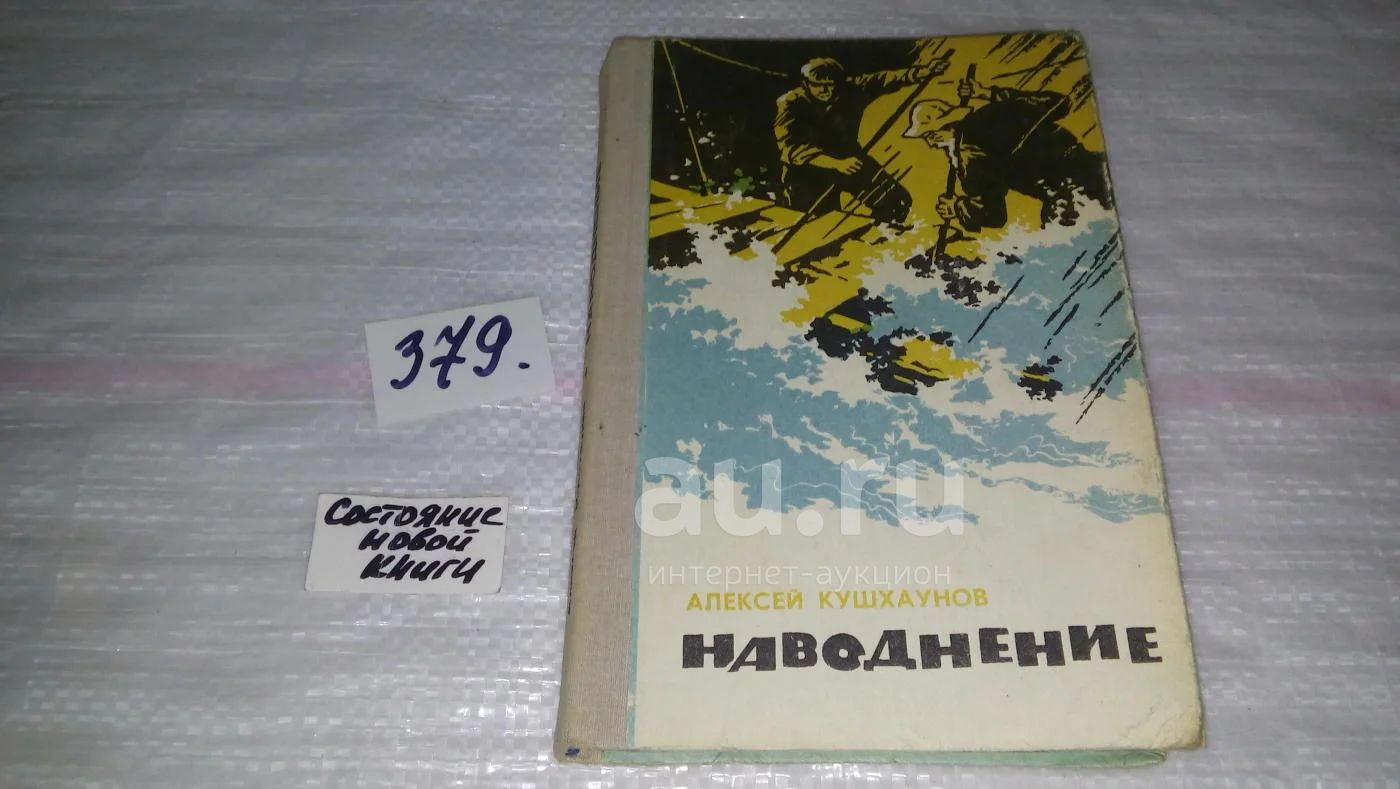 379.
Состояние
новой
книги
au.ru
интернет-аукцион
АЛЕКСЕЙ КУШХАУНОВ
НАВОДНЕНИЕ